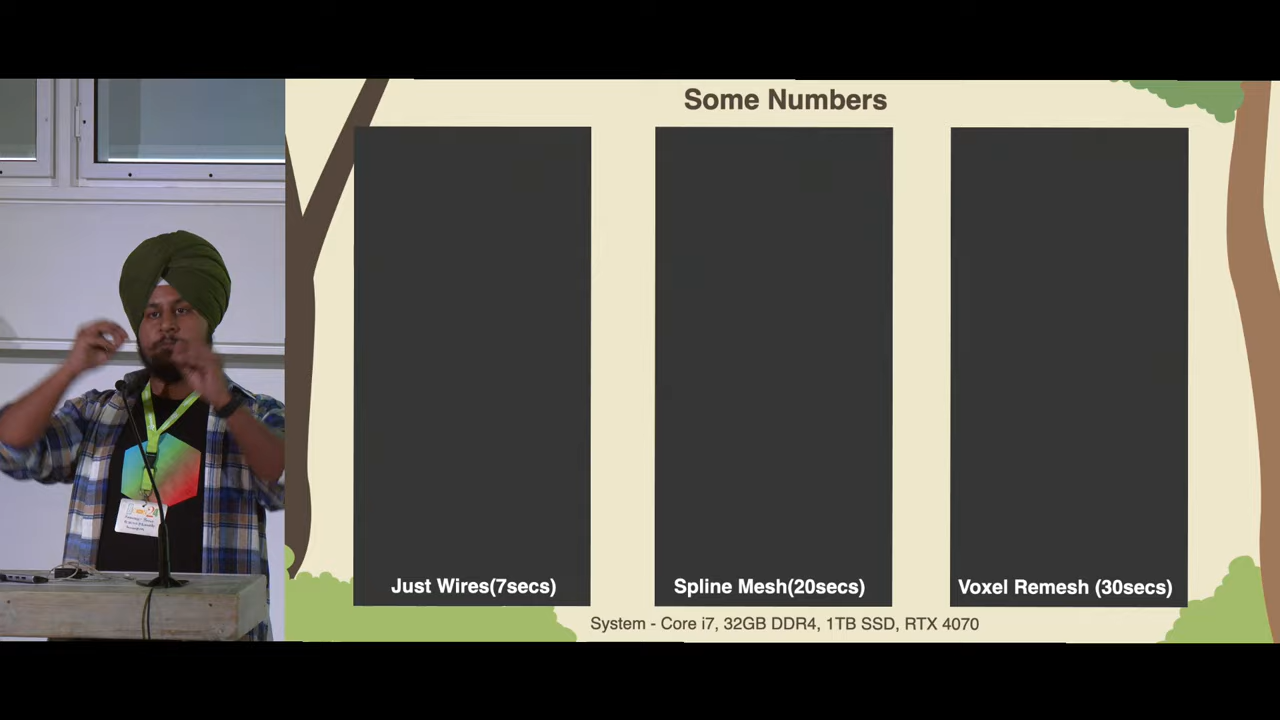 Some Numbers
Just Wires(7secs)
Spline Mesh(20secs)
Voxel Remesh (30secs)
System - Core i7, 32GB DDR4, 1TB SSD, RTX 4070